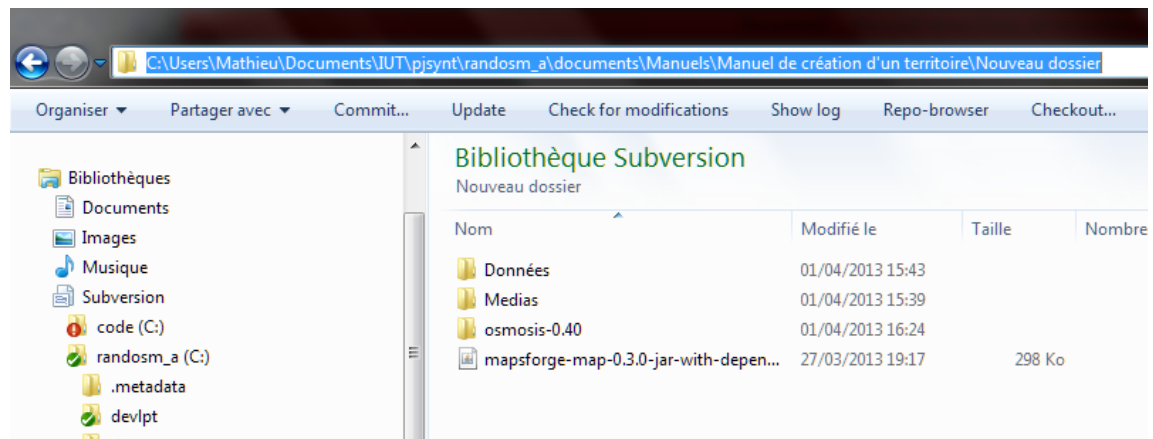 C:\Users\Mathieu\Documents\IUT\pjsynt\randosm_a\documents\Manuels\Manuel de création d'un territoire\Nouveau dossier
Organiser Partager avec Commit... Update Check for modifications Show log Repo-browser Checkout...
Bibliothèques
Documents
Images
Musique
Subversion
code (C:)
randosm_a (C:)
.metadata
devlpt
Bibliothèque Subversion
Nouveau dossier
Nom Modifié le Taille Nombre
Données 01/04/2013 15:43
Medias 01/04/2013 15:39
osmosis-0.40 01/04/2013 16:24
mapsforge-map-0.3.0-jar-with-depen... 27/03/2013 19:17 298 Ko